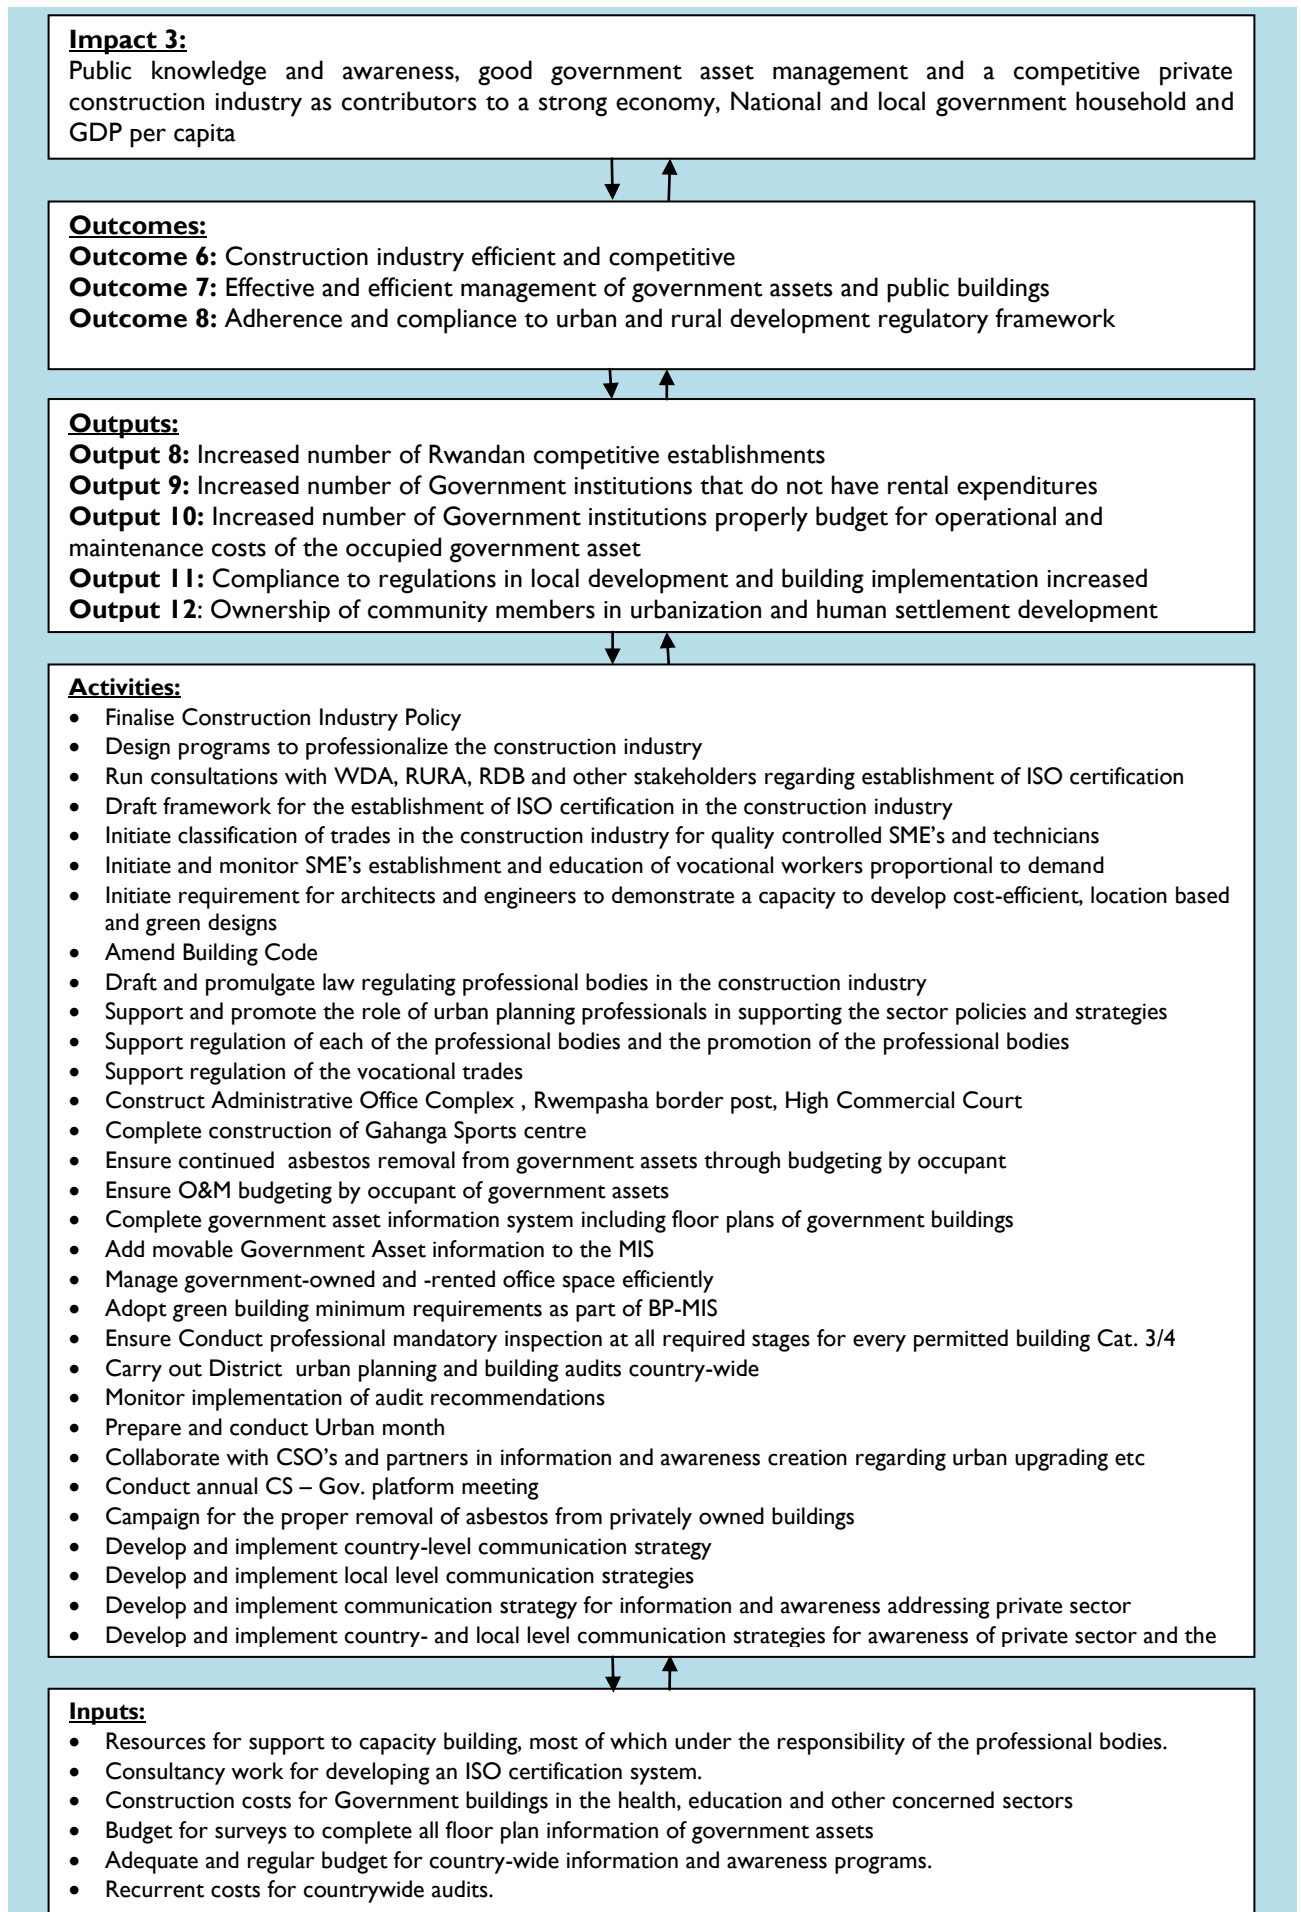 Impact 3:
Public knowledge and awareness, good government asset management and a competitive private
construction industry as contributors to a strong economy, National and local government household and
GDP per capita
Outcomes:
Outcome 6: Construction industry efficient and competitive
Outcome 7: Effective and efficient management of government assets and public buildings
Outcome 8: Adherence and compliance to urban and rural development regulatory framework
Outputs:
Output 8: Increased number of Rwandan competitive establishments
Output 9: Increased number of Government institutions that do not have rental expenditures
Output 10: Increased number of Government institutions properly budget for operational and
maintenance costs of the occupied government asset
Output 11: Compliance to regulations in local development and building implementation increased
Output 12: Ownership of community members in urbanization and human settlement development
Activities:
• Finalise Construction Industry Policy
• Design programs to professionalize the construction industry
• Run consultations with WDA, RURA, RDB and other stakeholders regarding establishment of ISO certification
• Draft framework for the establishment of ISO certification in the construction industry
• Initiate classification of trades in the construction industry for quality controlled SME's and technicians
• Initiate and monitor SME's establishment and education of vocational workers proportional to demand
• Initiate requirement for architects and engineers to demonstrate a capacity to develop cost-efficient, location based
and green designs
• Amend Building Code
• Draft and promulgate law regulating professional bodies in the construction industry
• Support and promote the role of urban planning professionals in supporting the sector policies and strategies
• Support regulation of each of the professional bodies and the promotion of the professional bodies
• Support regulation of the vocational trades
• Construct Administrative Office Complex , Rwempasha border post, High Commercial Court
• Complete construction of Gahanga Sports centre
• Ensure continued asbestos removal from government assets through budgeting by occupant
• Ensure O&M budgeting by occupant of government assets
• Complete government asset information system including floor plans of government buildings
• Add movable Government Asset information to the MIS
• Manage government-owned and -rented office space efficiently
• Adopt green building minimum requirements as part of BP-MIS
• Ensure Conduct professional mandatory inspection at all required stages for every permitted building Cat. 3/4
• Carry out District urban planning and building audits country-wide
• Monitor implementation of audit recommendations
• Prepare and conduct Urban month
• Collaborate with CSO's and partners in information and awareness creation regarding urban upgrading etc
• Conduct annual CS – Gov. platform meeting
• Campaign for the proper removal of asbestos from privately owned buildings
• Develop and implement country-level communication strategy
• Develop and implement local level communication strategies
• Develop and implement communication strategy for information and awareness addressing private sector
• Develop and implement country- and local level communication strategies for awareness of private sector and the
Inputs:
• Resources for support to capacity building, most of which under the responsibility of the professional bodies.
• Consultancy work for developing an ISO certification system.
• Construction costs for Government buildings in the health, education and other concerned sectors
• Budget for surveys to complete all floor plan information of government assets
• Adequate and regular budget for country-wide information and awareness programs.
• Recurrent costs for countrywide audits.